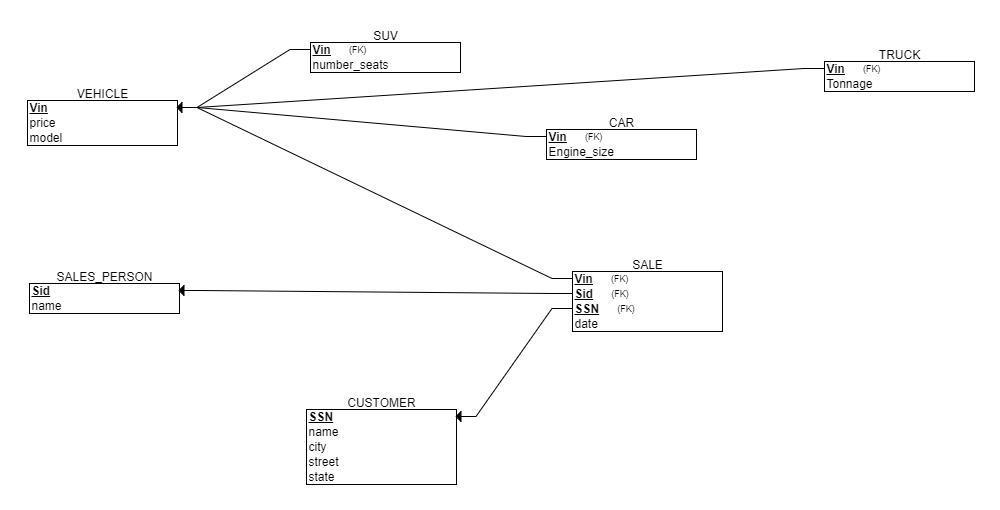 SUV
Vin (FK)
number_seats
TRUCK
Vin (FK)
Tonnage
VEHICLE
Vin
price
model
CAR
Vin (FK)
Engine_size
SALES_PERSON
Sid
name
SALE
Vin (FK)
Sid (FK)
SSN (FK)
date
CUSTOMER
SSN
name
city
street
state